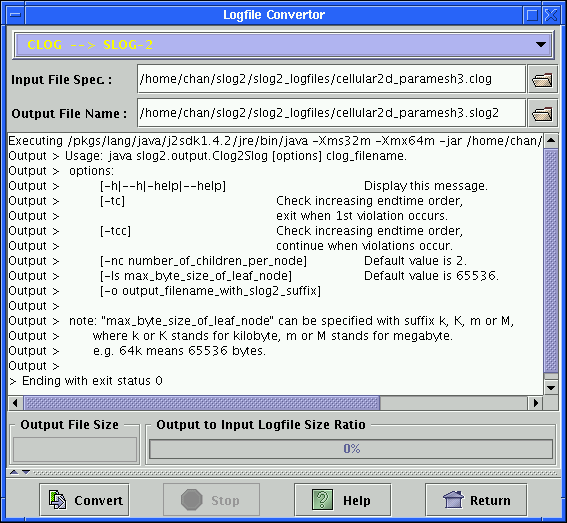 Logfile Convertor
CLOG --> SLOG-2
Input File Spec. : /home/chan/slog2/slog2_logfiles/cellular2d_paramesh3.clog
Output File Name : /home/chan/slog2/slog2_logfiles/cellular2d_paramesh3.slog2
Executing /pkgs/lang/java/j2sdk1.4.2/jre/bin/java -Xms32m -Xmx64m -jar /home/chan/
Output > Usage: java slog2.output.Clog2Slog [options] clog_filename.
Output > options:
Output > [-h|--h|-help|--help] Display this message.
Output > [-tc] Check increasing endtime order,
Output > exit when 1st violation occurs.
Output > [-tcc] Check increasing endtime order,
Output > continue when violations occur.
Output > [-nc number_of_children_per_node] Default value is 2.
Output > [-ls max_byte_size_of_leaf_node] Default value is 65536.
Output > [-o output_filename_with_slog2_suffix]
Output >
Output > note: "max_byte_size_of_leaf_node" can be specified with suffix k, K, m or M,
Output > where k or K stands for kilobyte, m or M stands for megabyte.
Output > e.g. 64k means 65536 bytes.
Output >
> Ending with exit status 0
Output File Size Output to Input Logfile Size Ratio
0%
Convert Stop Help Return